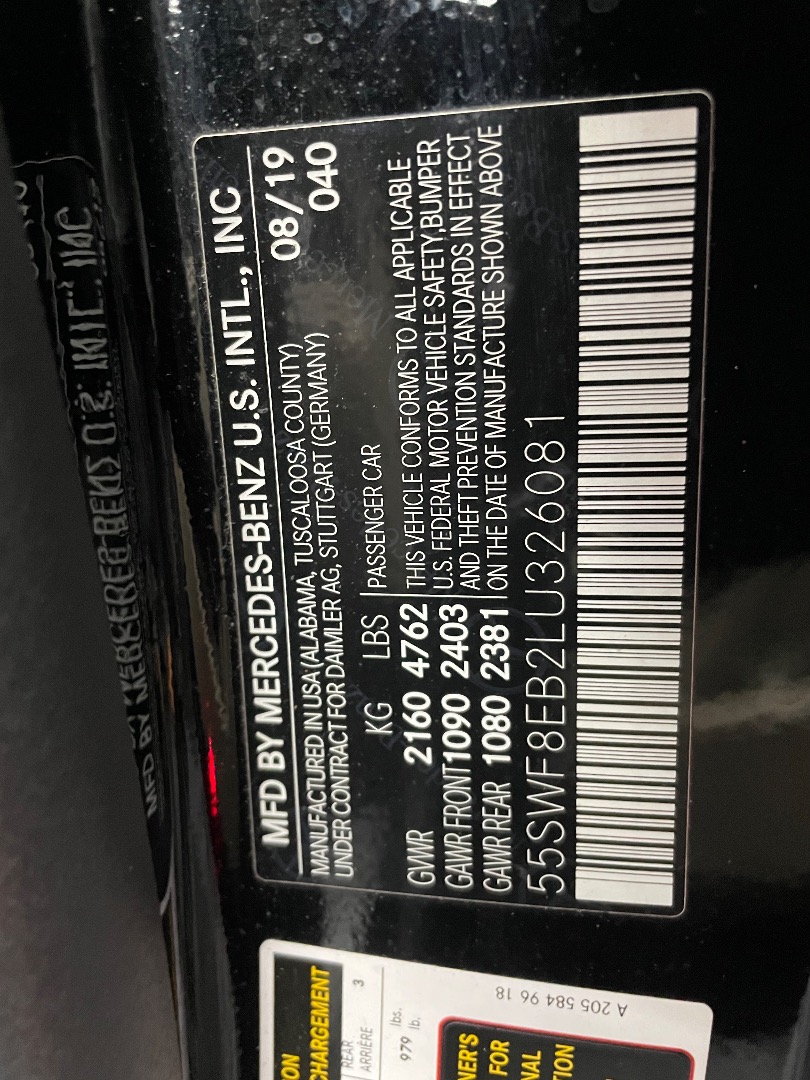 MFD BY MERCEDES-BENZ U.S. INTL., INC
MANUFACTURED IN USA (ALABAMA, TUSCALOOSA COUNTY) 08/19
UNDER CONTRACT FOR DAIMLER AG, STUTTGART (GERMANY) 040
KG LBS PASSENGER CAR
GVWR 2160 4762 THIS VEHICLE CONFORMS TO ALL APPLICABLE
GAWR FRONT 1090 2403 U.S. FEDERAL MOTOR VEHICLE SAFETY,BUMPER
GAWR REAR 1080 2381 AND THEFT PREVENTION STANDARDS IN EFFECT
ON THE DATE OF MANUFACTURE SHOWN ABOVE
55SWF8EB2LU326081
CHARGEMENT
REAR
ARRIÈRE 3
979 lbs.
lb.
FOR
A 205 584 96 18